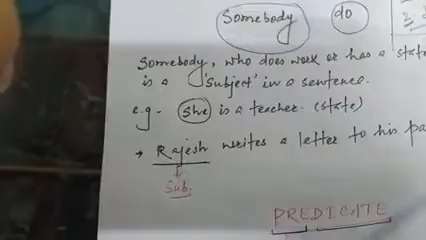 Somebody do
Somebody, who does work or has a state
is a 'Subject' in a sentence.
e.g. - She is a teacher. (state)
→ Rajesh writes a letter to his
Sub.
PREDICATE